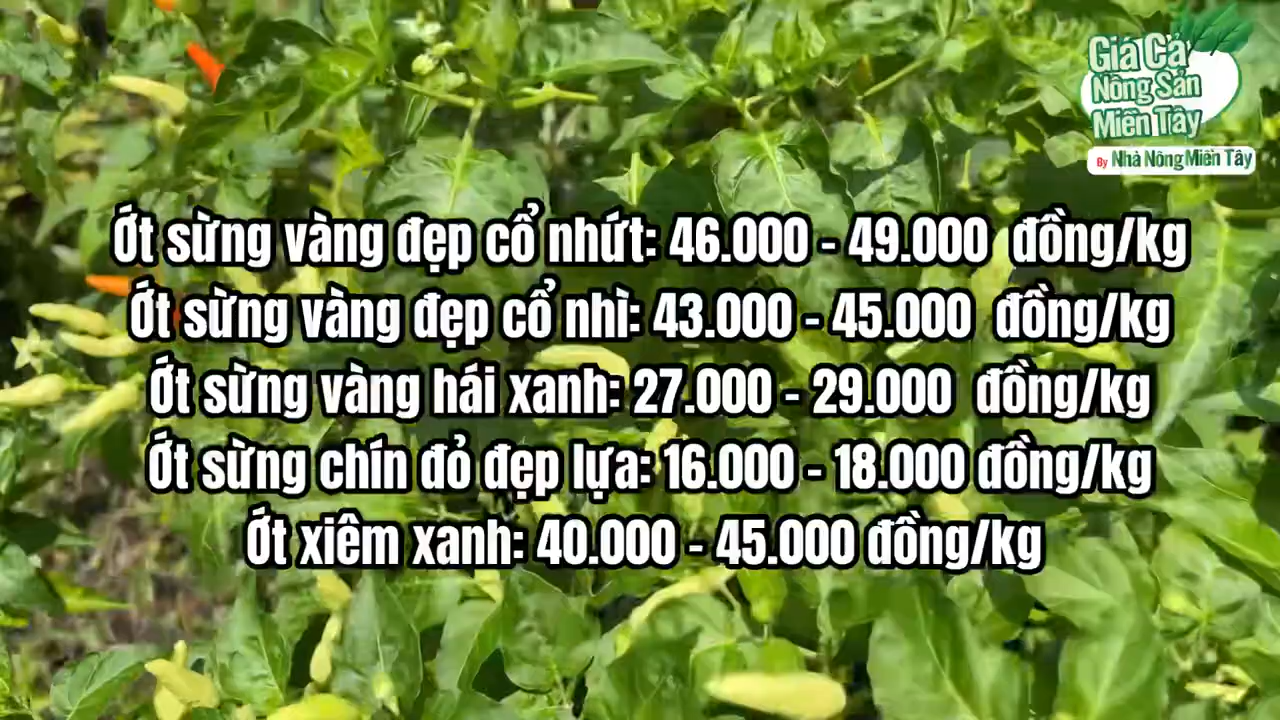 Giá Cả
Nông Sản
Miền Tây
By Nhà Nông Miền Tây
Ớt sừng vàng đẹp cổ nhứt: 46.000 - 49.000 đồng/kg
Ớt sừng vàng đẹp cổ nhì: 43.000 - 45.000 đồng/kg
Ớt sừng vàng hái xanh: 27.000 - 29.000 đồng/kg
Ớt sừng chín đỏ đẹp lựa: 16.000 - 18.000 đồng/kg
Ớt xiêm xanh: 40.000 - 45.000 đồng/kg